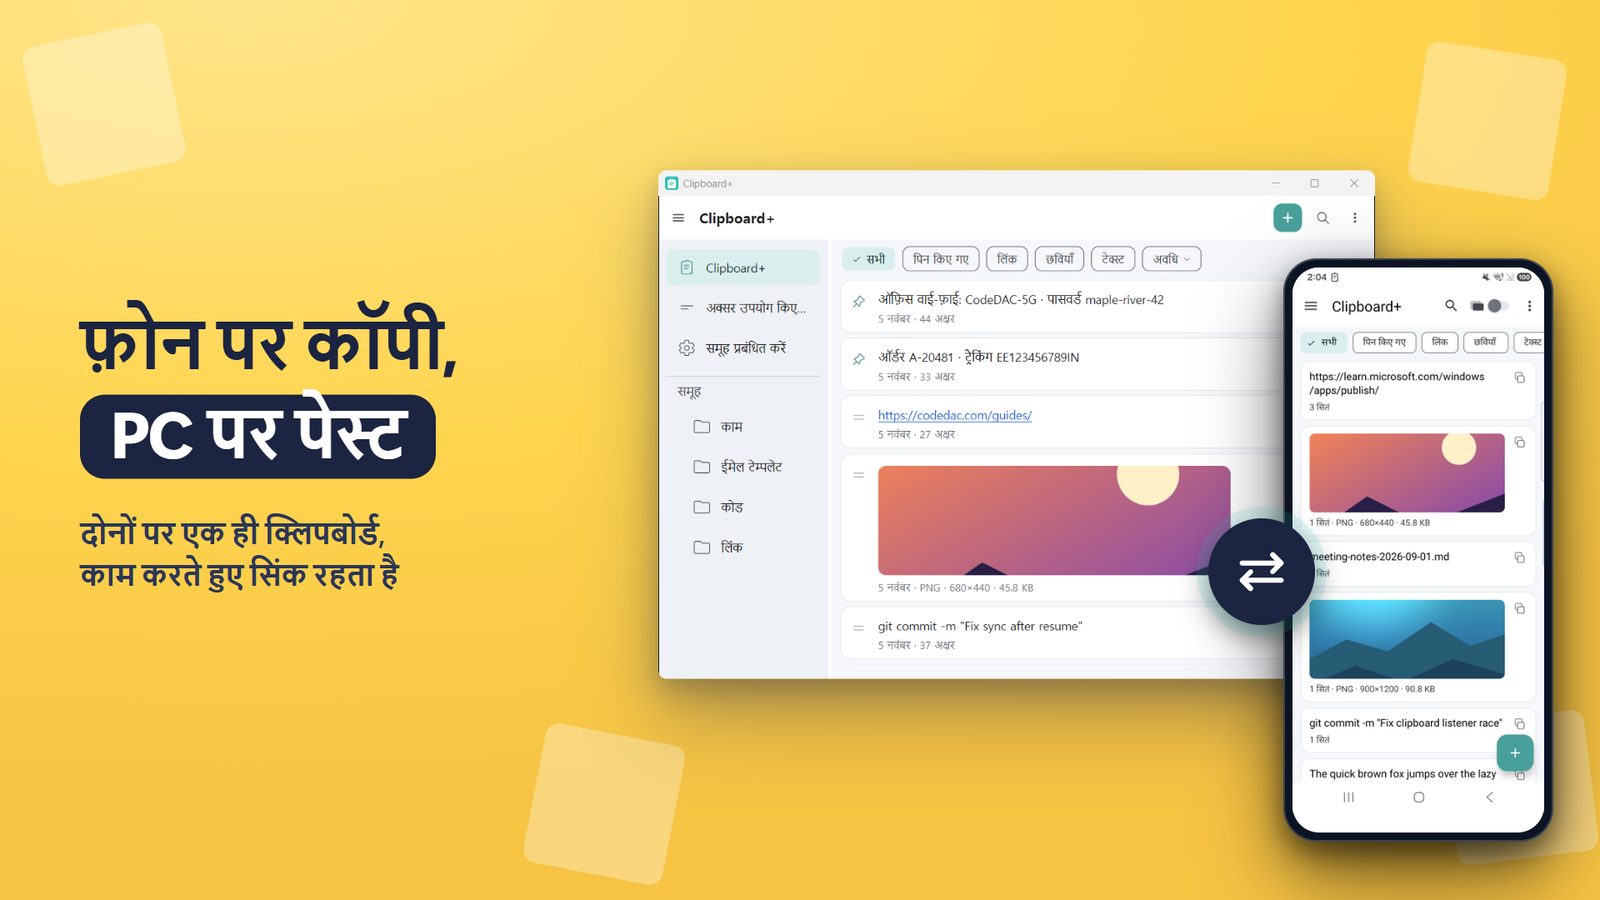 फ़ोन पर कॉपी,
PC पर पेस्ट
दोनों पर एक ही क्लिपबोर्ड,
काम करते हुए सिंक रहता है
Clipboard+
Clipboard+
Clipboard+
अक्सर उपयोग किए...
समूह प्रबंधित करें
समूह
काम
ईमेल टेम्पलेट
कोड
लिंक
सभी
पिन किए गए
लिंक
छवियाँ
टेक्स्ट
अवधि
ऑफ़िस वाई-फ़ाई: CodeDAC-5G · पासवर्ड maple-river-42
5 नवंबर · 44 अक्षर
ऑर्डर A-20481 · ट्रैकिंग EE123456789IN
5 नवंबर · 33 अक्षर
https://codedac.com/guides/
5 नवंबर · 27 अक्षर
5 नवंबर · PNG · 680×440 · 45.8 KB
git commit -m "Fix sync after resume"
5 नवंबर · 37 अक्षर
2:04
100
Clipboard+
सभी
पिन किए गए
लिंक
छवियाँ
https://learn.microsoft.com/windows
/apps/publish/
3 सितं
1 सितं · PNG · 680×440 · 45.8 KB
meeting-notes-2026-09-01.md
सितं
1 सितं · PNG · 900×1200 · 90.8 KB
git commit -m "Fix clipboard listener race"
1 सितं
The quick brown fox jumps over the lazy